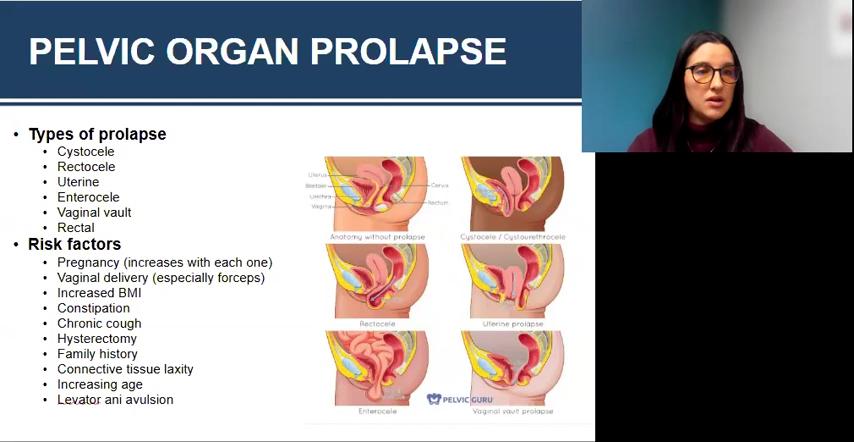 PELVIC ORGAN PROLAPSE
• Types of prolapse
• Cystocele
• Rectocele
• Uterine
• Enterocele
• Vaginal vault
• Rectal
• Risk factors
• Pregnancy (increases with each one)
• Vaginal delivery (especially forceps)
• Increased BMI
• Constipation
• Chronic cough
• Hysterectomy
• Family history
• Connective tissue laxity
• Increasing age
• Levator ani avulsion
Uterus
Bladder
Urethra
Vagina
Cervix
Rectum
Anatomy without prolapse
Cystocele / Cystourethrocele
Rectocele
Uterine prolapse
Enterocele
Vaginal vault prolapse
PELVIC GURU